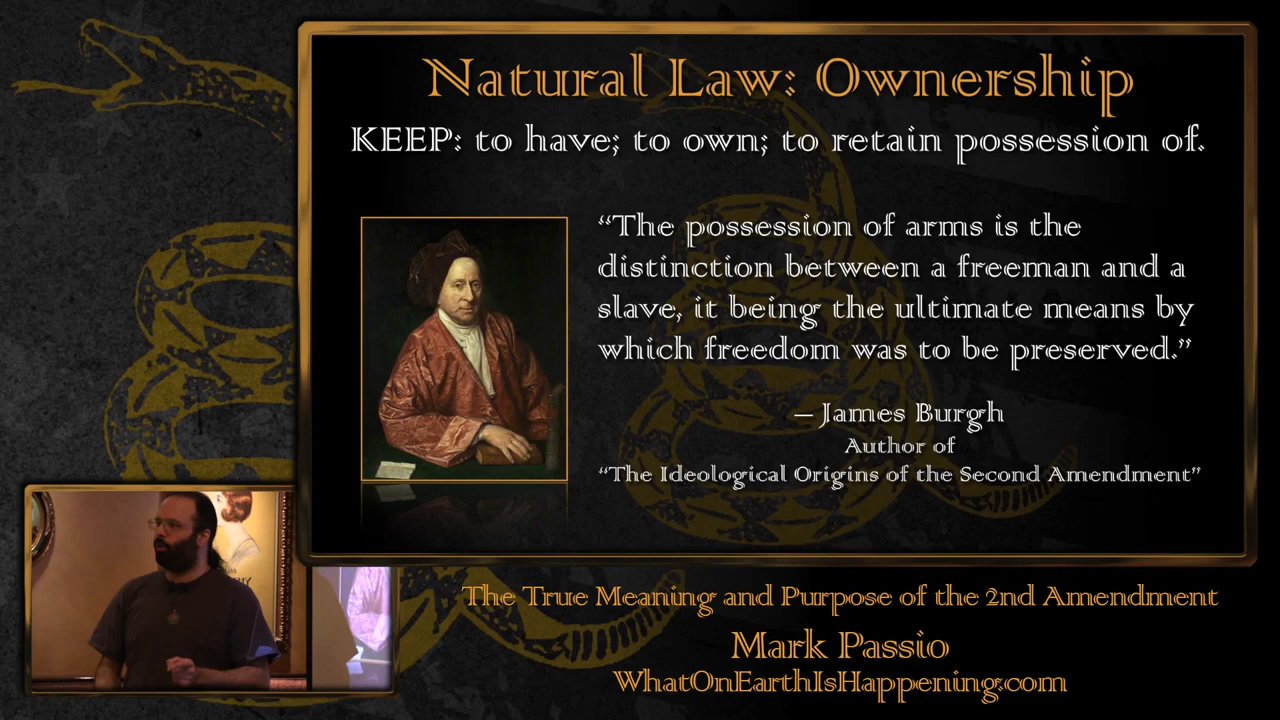 Natural Law: Ownership
KEEP: to have; to own; to retain possession of.
“The possession of arms is the
distinction between a freeman and a
slave, it being the ultimate means by
which freedom was to be preserved.”
– James Burgh
Author of
“The Ideological Origins of the Second Amendment”
The True Meaning and Purpose of the 2nd Amendment
Mark Passio
WhatOnEarthIsHappening.com